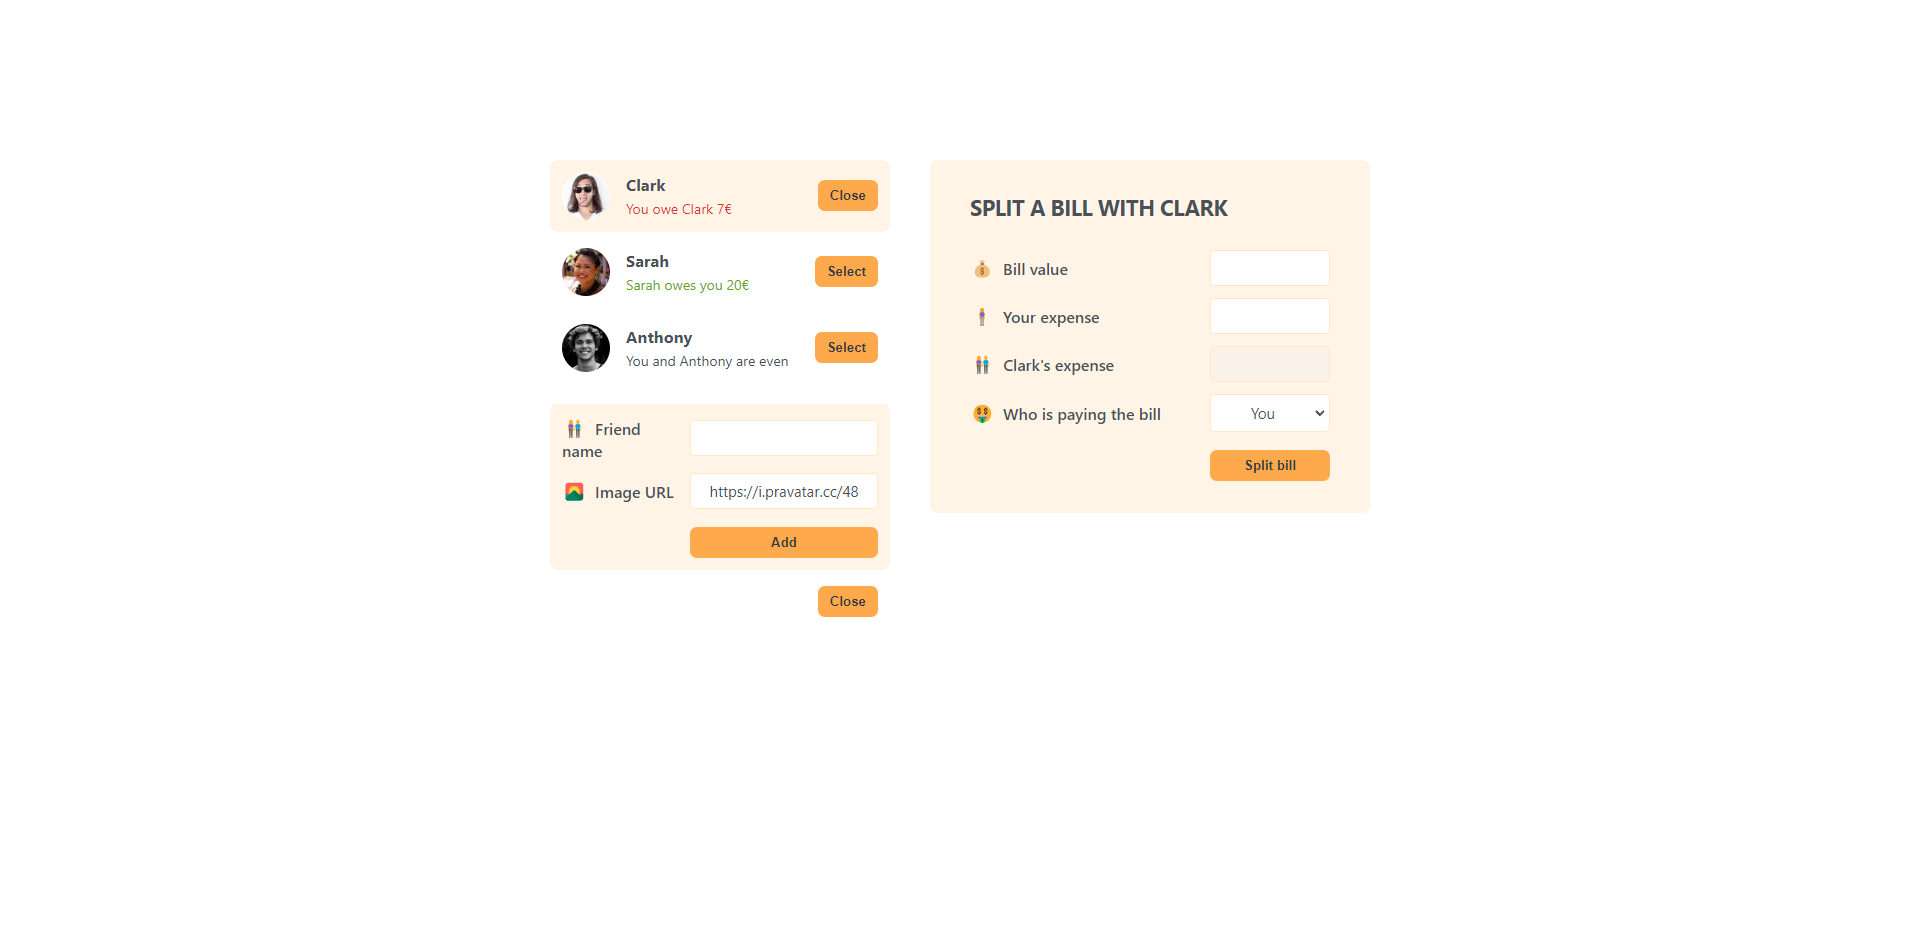 Clark
You owe Clark 7€
Close
Sarah
Sarah owes you 20€
Select
Anthony
You and Anthony are even
Select
Friend
name
Image URL
https://i.pravatar.cc/48
Add
Close
SPLIT A BILL WITH CLARK
Bill value
Your expense
Clark's expense
Who is paying the bill
You
Split bill